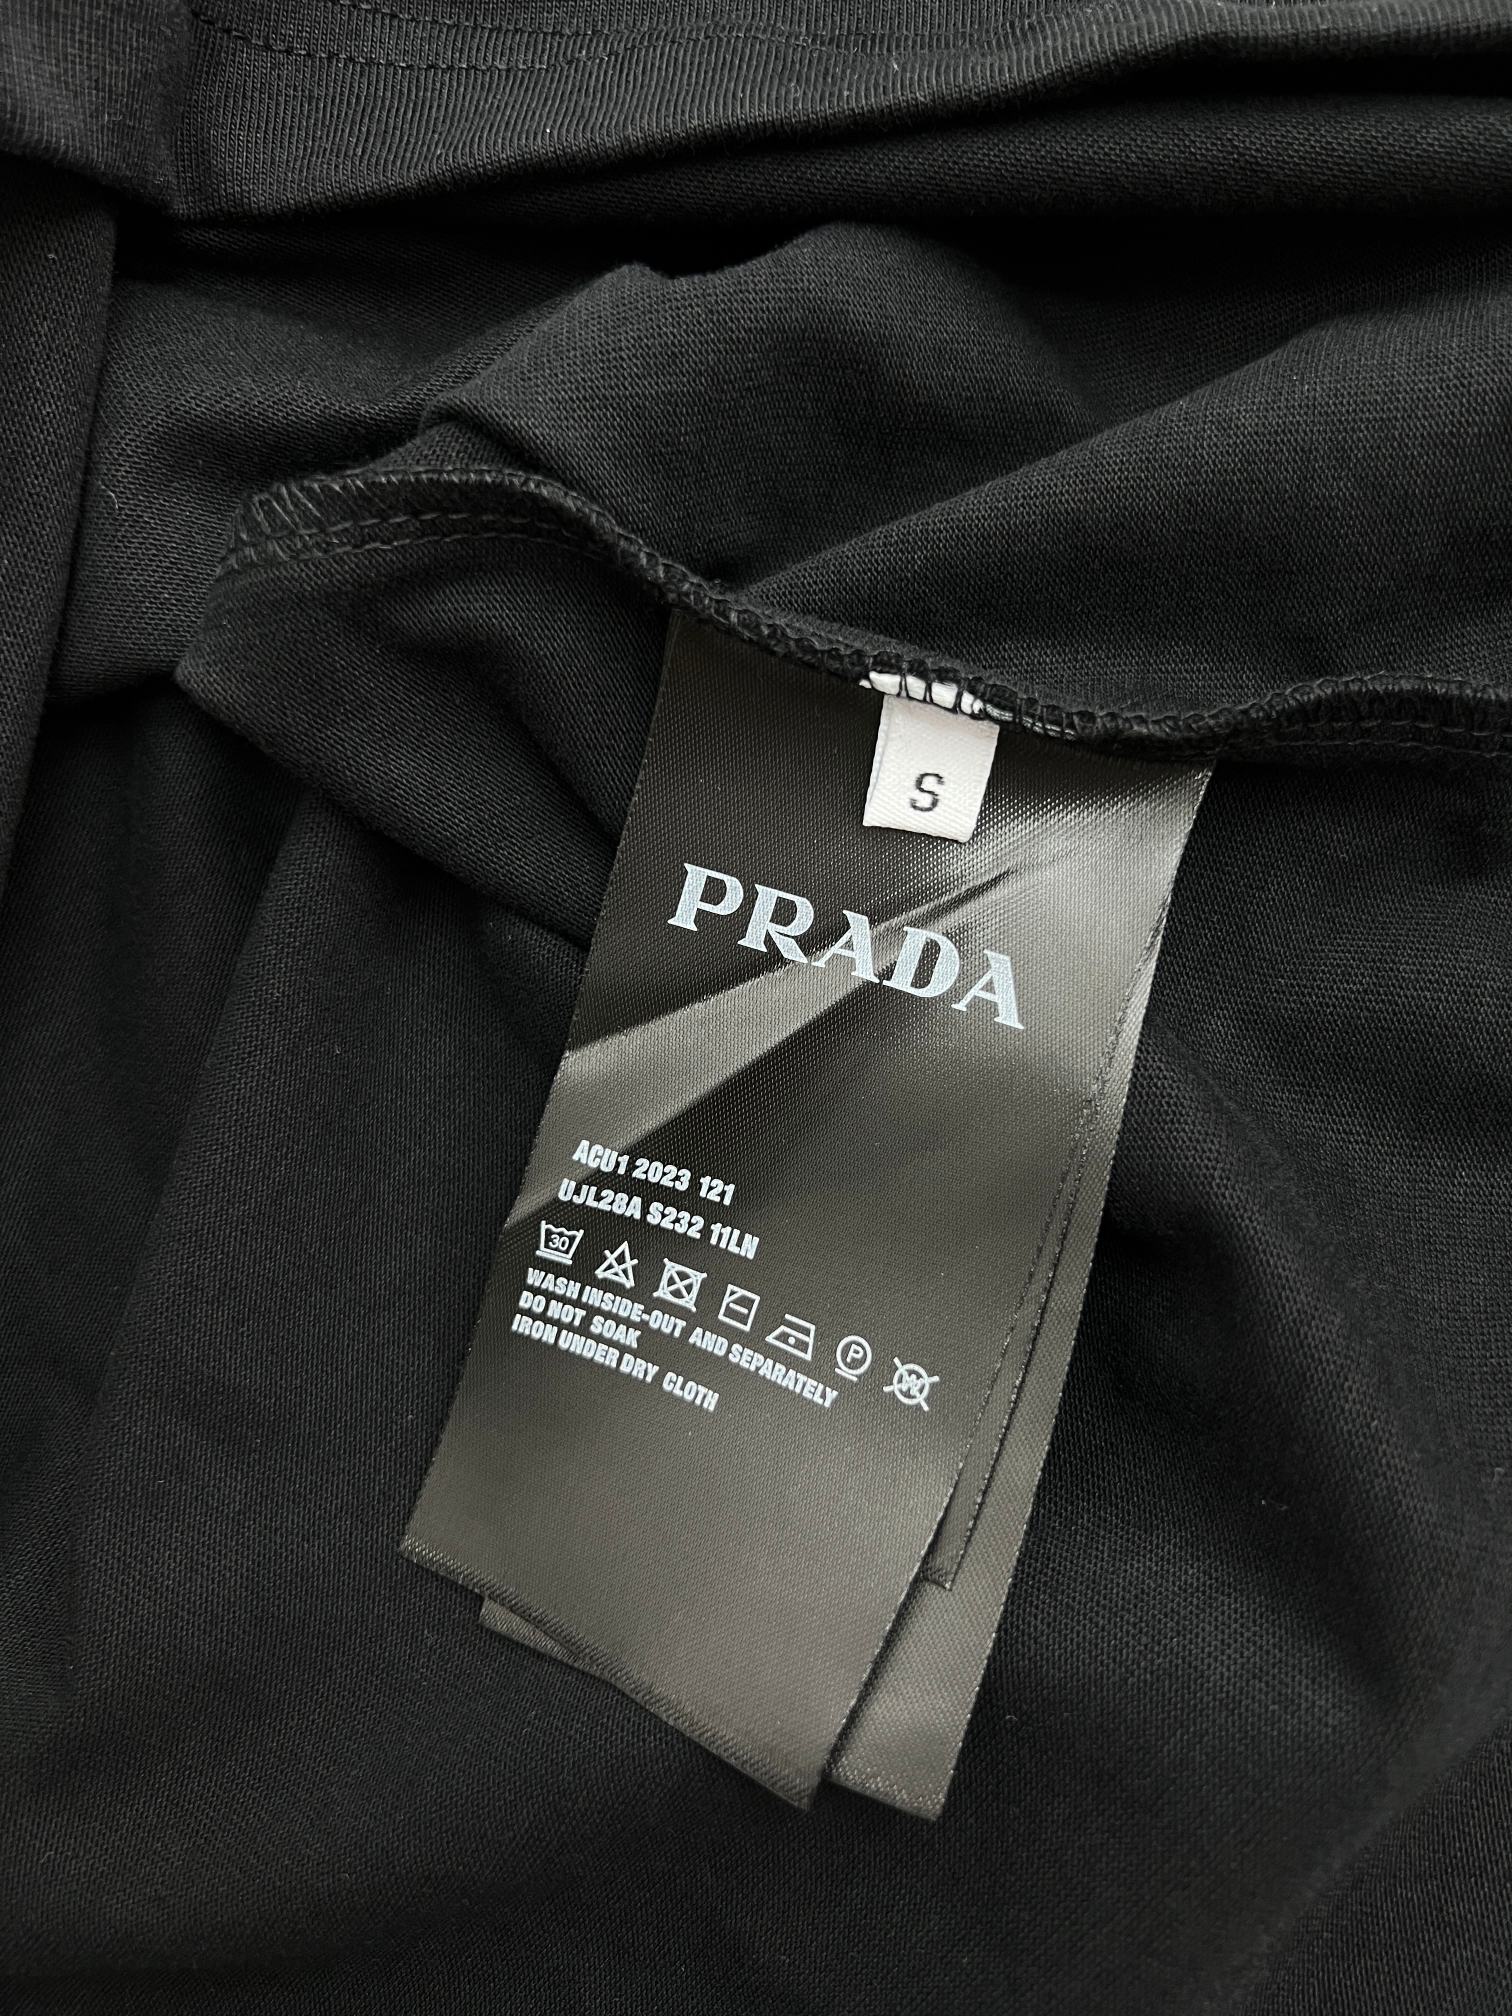 S
PRADA
ACU1 2023 121
UJL28A S232 11LN
30
P
W
WASH INSIDE-OUT AND SEPARATELY
DO NOT SOAK
IRON UNDER DRY CLOTH